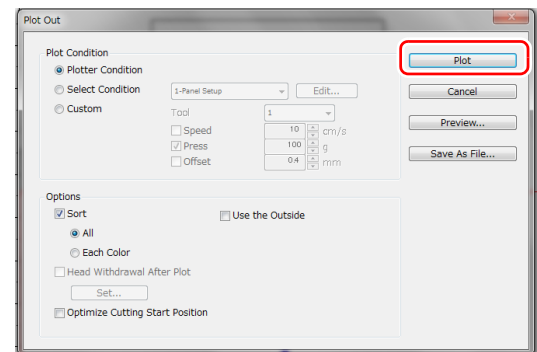 Plot Out
Plot Condition
Plotter Condition
Select Condition
1-Panel Setup
Edit...
Custom
Tool
1
Speed
10
cm/s
Press
100
g
Offset
0.4
mm
Plot
Cancel
Preview...
Save As File...
Options
Sort
Use the Outside
All
Each Color
Head Withdrawal After Plot
Set...
Optimize Cutting Start Position